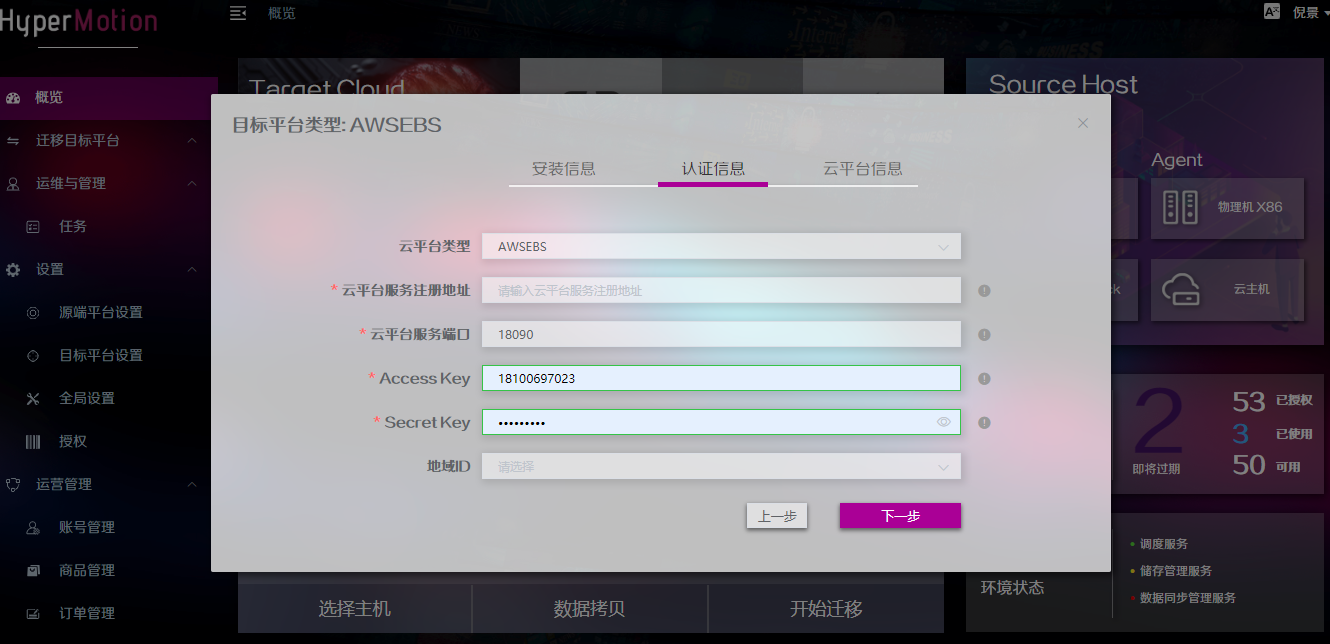 HyperMotion
概览
倪景
概览
迁移目标平台
运维与管理
任务
设置
源端平台设置
目标平台设置
全局设置
授权
运营管理
账号管理
商品管理
订单管理
Target Cloud
Source Host
Agent
物理机 X86
云主机
目标平台类型: AWSEBS
安装信息
认证信息
云平台信息
云平台类型
AWSEBS
* 云平台服务注册地址
请输入云平台服务注册地址
* 云平台服务端口
18090
* Access Key
18100697023
* Secret Key
•••••••••
地域ID
请选择
上一步
下一步
2
即将过期
53 已授权
3 已使用
50 可用
选择主机
数据拷贝
开始迁移
环境状态
调度服务
储存管理服务
数据同步管理服务